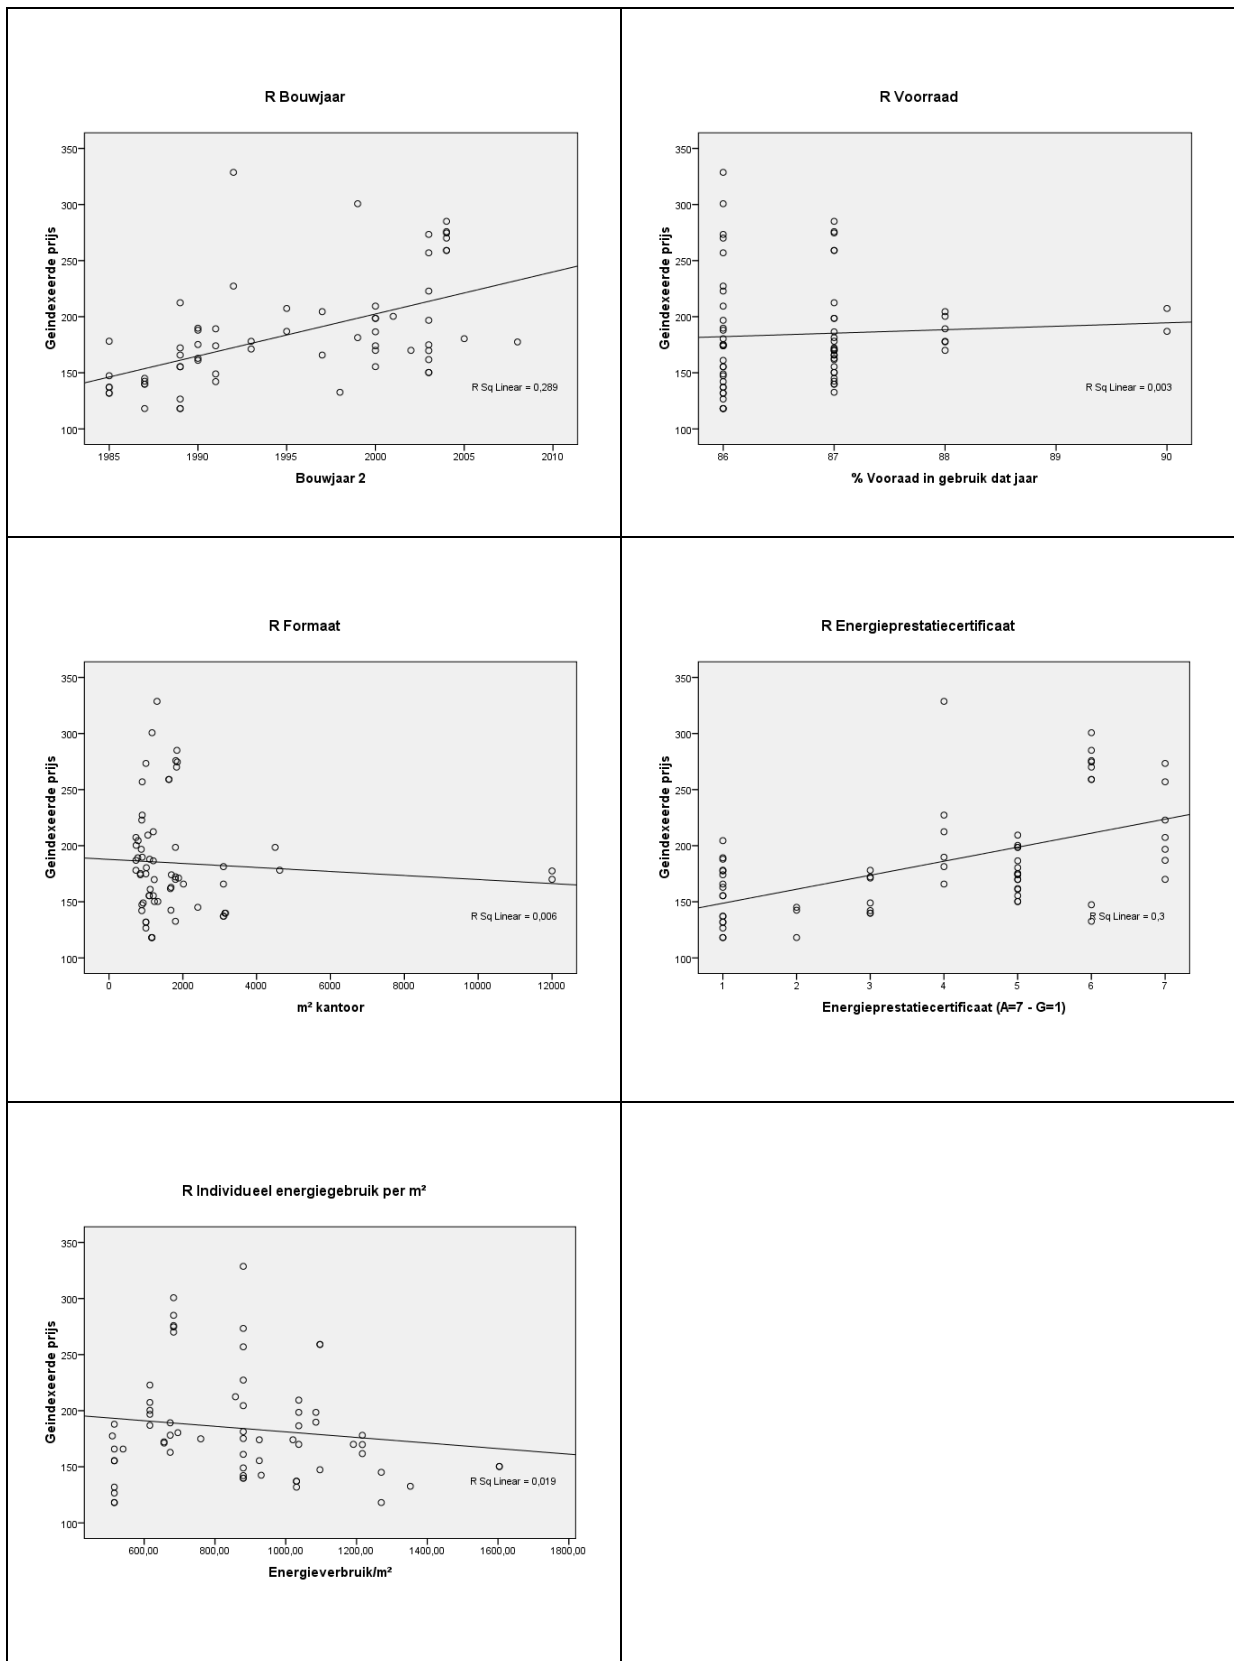 R Bouwjaar
350
300
250
200
150
100
Geindexeerde prijs
R Sq Linear = 0,289
1985 1990 1995 2000 2005 2010
Bouwjaar 2
R Voorraad
350
300
250
200
150
100
Geindexeerde prijs
R Sq Linear = 0,003
86 87 88 89 90
% Vooraad in gebruik dat jaar
R Formaat
350
300
250
200
150
100
Geindexeerde prijs
R Sq Linear = 0,006
0 2000 4000 6000 8000 10000 12000
m² kantoor
R Energieprestatiecertificaat
350
300
250
200
150
100
Geindexeerde prijs
R Sq Linear = 0,3
1 2 3 4 5 6 7
Energieprestatiecertificaat (A=7 - G=1)
R Individueel energiegebruik per m²
350
300
250
200
150
100
Geindexeerde prijs
R Sq Linear = 0,019
600,00 800,00 1000,00 1200,00 1400,00 1600,00 1800,00
Energieverbruik/m²